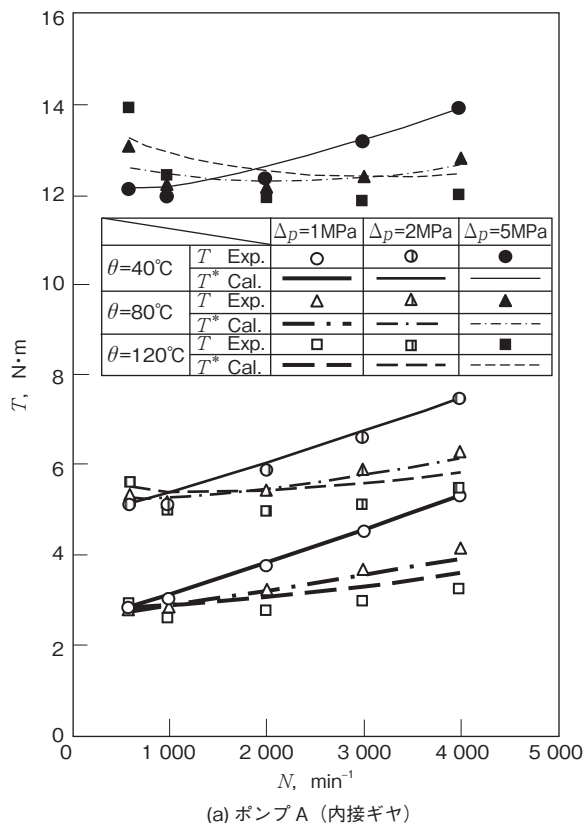 16
14
12
Δp=1MPa Δp=2MPa Δp=5MPa
θ=40℃ T Exp.
T* Cal.
θ=80℃ T Exp.
T* Cal.
θ=120℃ T Exp.
T* Cal.
10
8
6
4
2
0
T, N·m
0 1 000 2 000 3 000 4 000 5 000
N, min⁻¹
(a) ポンプ A（内接ギヤ）